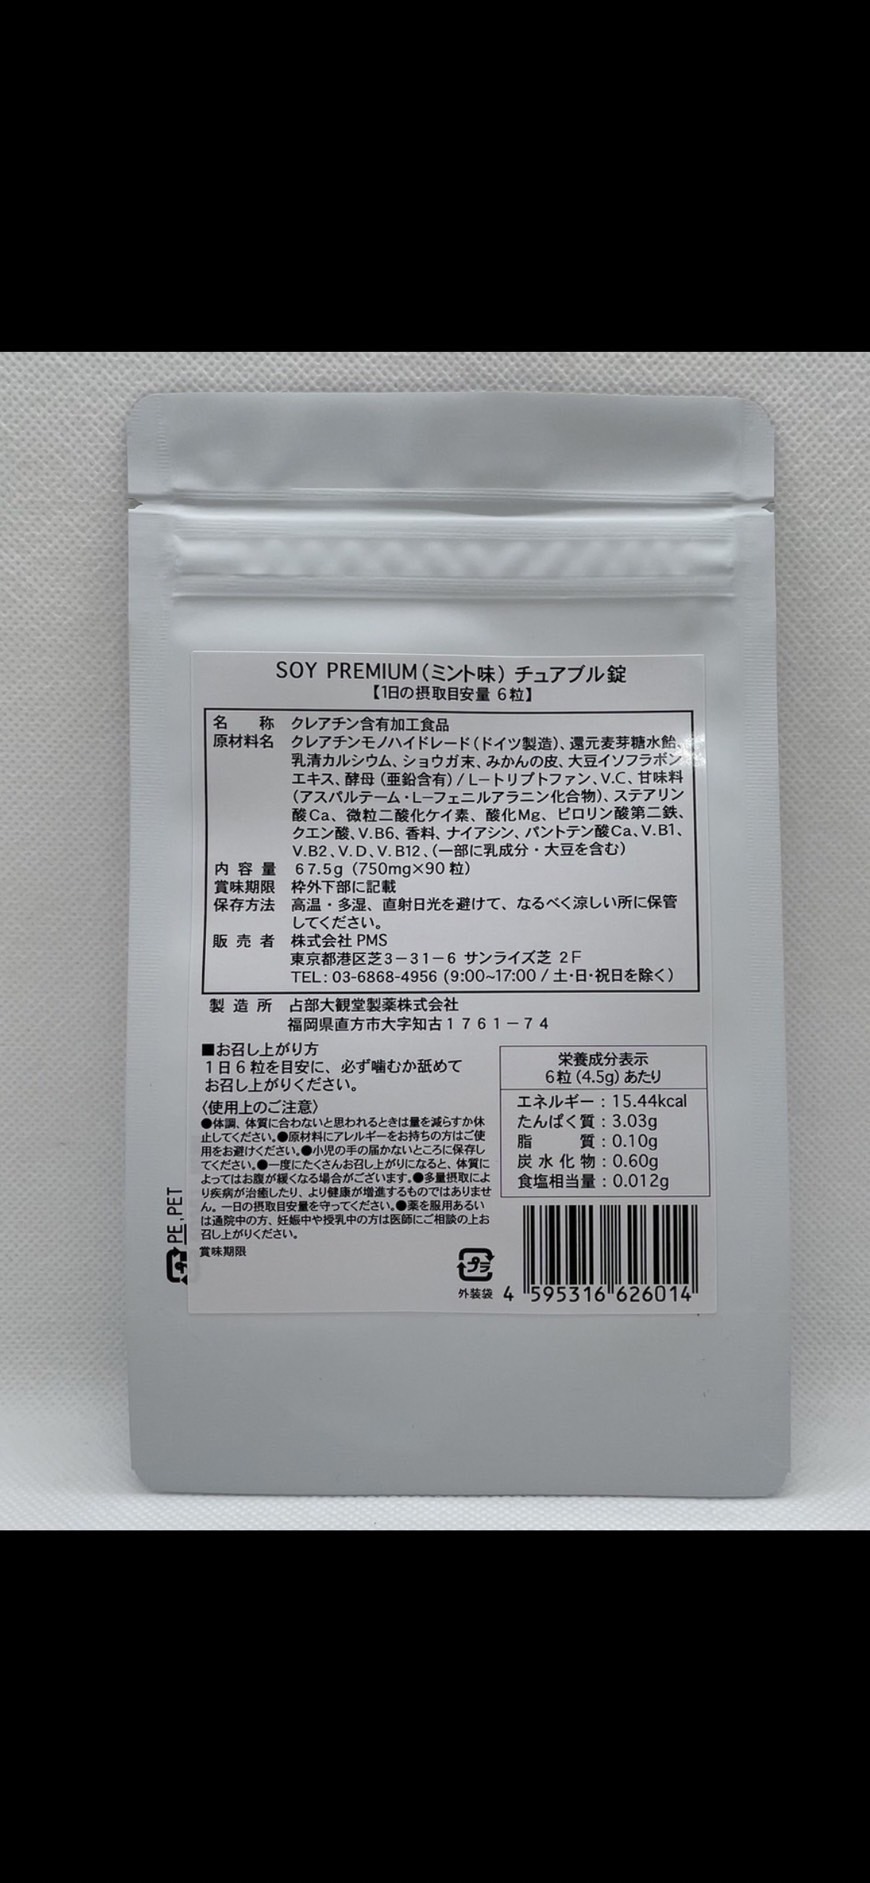 SOY PREMIUM(ミント味)チュアブル錠
【1日の摂取目安量 6粒】
名称 クレアチン含有加工食品
原材料名 クレアチンモノハイドレード(ドイツ製造)、還元麦芽糖水飴、
乳清カルシウム、ショウガ末、みかんの皮、大豆イソフラボン
エキス、酵母(亜鉛含有)/L-トリプトファン、V.C、甘味料
(アスパルテーム・L-フェニルアラニン化合物)、ステアリン
酸Ca、微粒二酸化ケイ素、酸化Mg、ピロリン酸第二鉄、
クエン酸、V.B6、香料、ナイアシン、パントテン酸Ca、V.B1、
V.B2、V.D、V.B12、(一部に乳成分・大豆を含む)
内容量 67.5g(750mg×90粒)
賞味期限 枠外下部に記載
保存方法 高温・多湿、直射日光を避けて、なるべく涼しい所に保管
してください。
販売者 株式会社PMS
東京都港区芝3-31-6 サンライズ芝 2F
TEL:03-6868-4956(9:00~17:00/土・日・祝日を除く)
製造所 占部大観堂製薬株式会社
福岡県直方市大字知古1761-74
■お召し上がり方
1日6粒を目安に、必ず噛むか舐めて
お召し上がりください。
〈使用上のご注意〉
●体調、体質に合わないと思われるときは量を減らすか休
止してください。●原材料にアレルギーをお持ちの方はご使
用をお避けください。●小児の手の届かないところに保存し
てください。●一度にたくさんお召し上がりになると、体質に
よってはお腹が緩くなる場合がございます。●多量摂取によ
り疾病が治癒したり、より健康が増進するものではありませ
ん。一日の摂取目安量を守ってください。●薬を服用あるい
は通院中の方、妊娠中や授乳中の方は医師にご相談の上お
召し上がりください。
賞味期限
栄養成分表示
6粒(4.5g)あたり
エネルギー:15.44kcal
たんぱく質:3.03g
脂質:0.10g
炭水化物:0.60g
食塩相当量:0.012g
プラ
外装袋
4 595316 626014
PE,PET